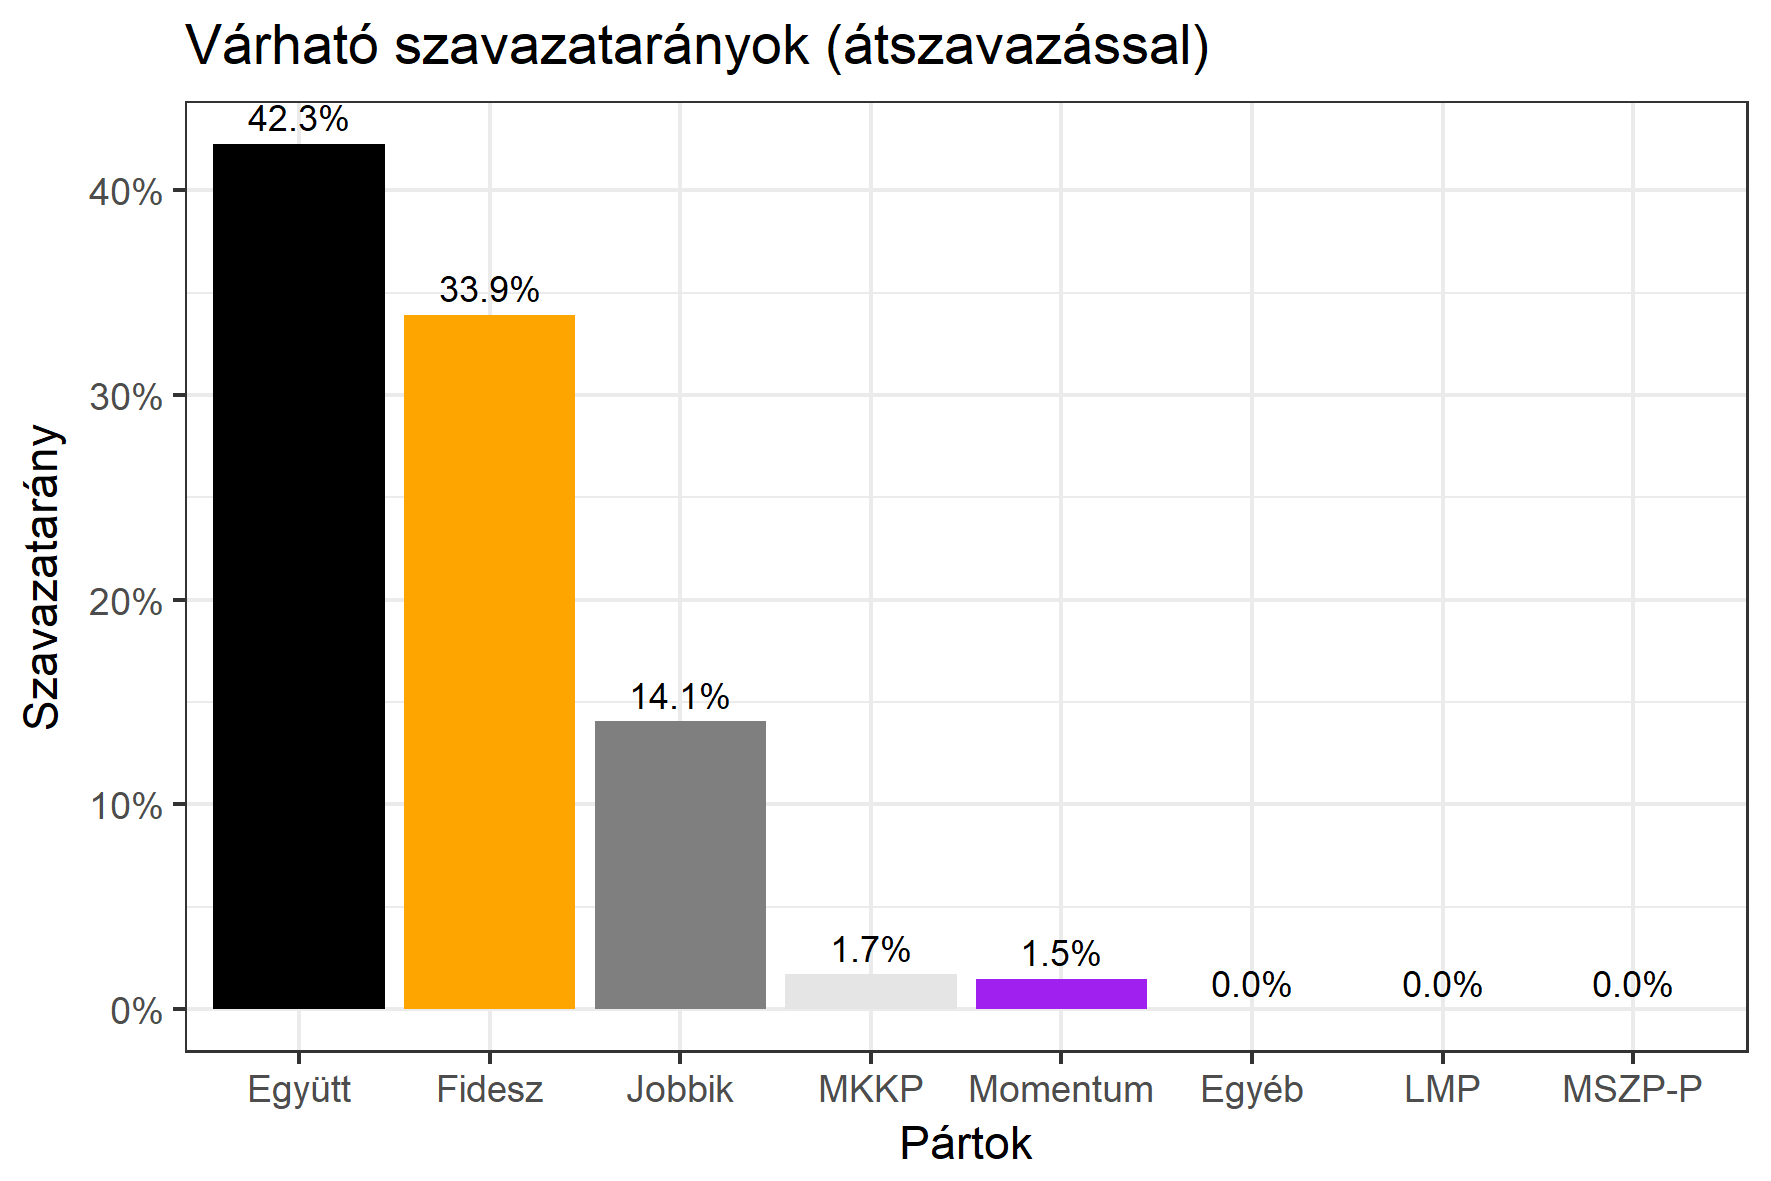 Várható szavazatarányok (átszavazással)
Szavazatarány
40%
30%
20%
10%
0%
42.3%
33.9%
14.1%
1.7%
1.5%
0.0%
0.0%
0.0%
Együtt
Fidesz
Jobbik
MKKP
Momentum
Egyéb
LMP
MSZP-P
Pártok